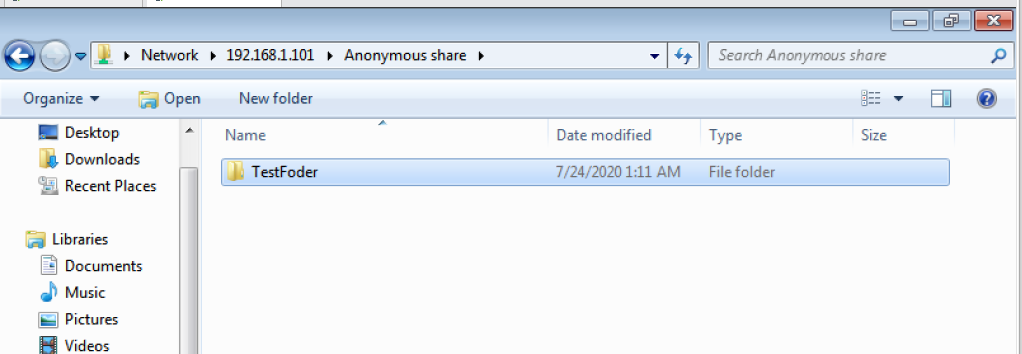 Network 192.168.1.101 Anonymous share
Search Anonymous share
Organize Open New folder
Desktop
Downloads
Recent Places
Libraries
Documents
Music
Pictures
Videos
Name Date modified Type Size
TestFoder 7/24/2020 1:11 AM File folder